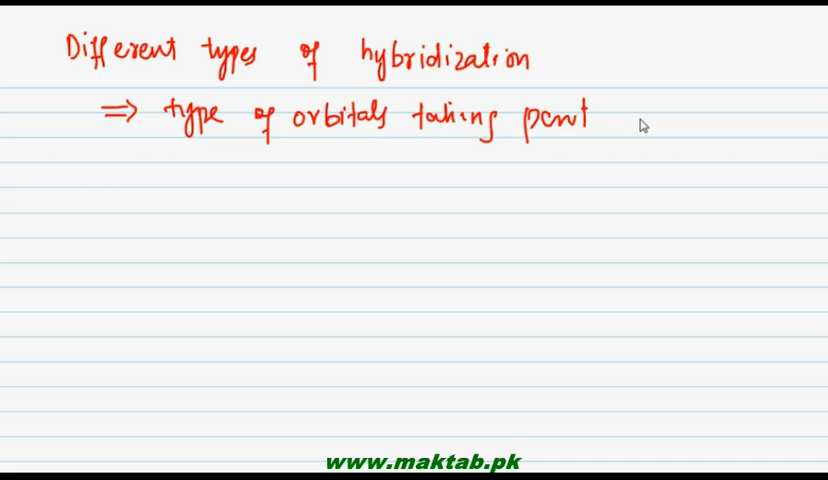 Different types of hybridization
⇒ type of orbitals taking part
www.maktab.pk